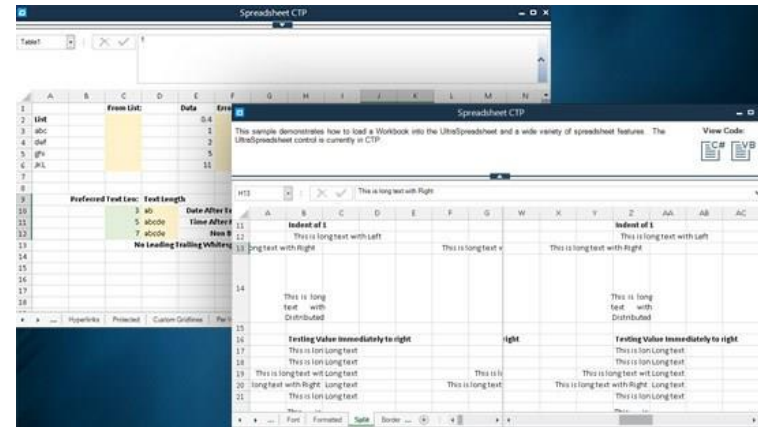 Spreadsheet CTP
Table1
A B C D E F G H I J K L M N
1 From List: Data
2 List 0.4
3 abc 1
4 def 2
5 ghi 5
6 JKL 11
7
8
9 Preferred Text Len: Text Length
10 3 ab
11 5 abcde Time After
12 7 abcde
13 No Leading Trailing
14
15
16
17
18
Hyperlinks Protected Custom Gridlines
Spreadsheet CTP
This sample demonstrates how to load a Workbook into the UltraSpreadsheet and a wide variety of spreadsheet features. The
UltraSpreadsheet control is currently in CTP
View Code:
C# VB
H13 This is long text with Right
A B C D E F G W X Y Z AA AB AC
11 Indent of 1 Indent of 1
12 This is long text with Left This is long text with Left
13 ong text with Right This is long text This is long text with Right
14 This is long This is long
text with text with
Distributed Distributed
15
16 Testing Value Immediately to right right Testing Value Immediately to right
17 This is lon Long text This is lon Long text
18 This is lon Long text This is lon Long text
19 This is long text wit Long text This is l This is long text wit Long text
20 long text with Right Long text This is long text This is long text with Right Long text
21 This is lon Long text This is lon Long text
Font Formatted Split Border ...